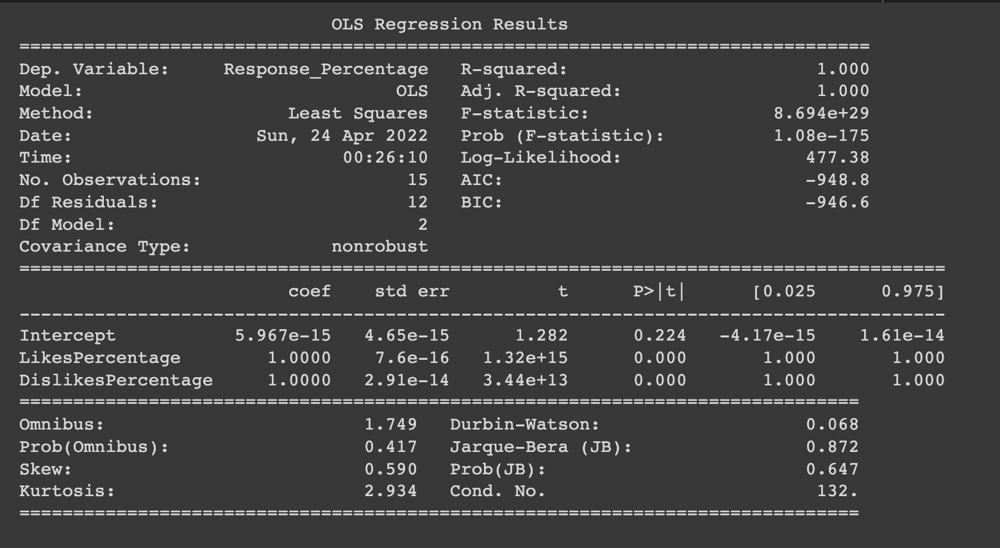 OLS Regression Results
==============================================================================
Dep. Variable:     Response_Percentage   R-squared:                       1.000
Model:                             OLS   Adj. R-squared:                  1.000
Method:                  Least Squares   F-statistic:                 8.694e+29
Date:                 Sun, 24 Apr 2022   Prob (F-statistic):          1.08e-175
Time:                         00:26:10   Log-Likelihood:                 477.38
No. Observations:                   15   AIC:                            -948.8
Df Residuals:                       12   BIC:                            -946.6
Df Model:                            2
Covariance Type:             nonrobust
======================================================================================
                         coef    std err          t      P>|t|      [0.025      0.975]
--------------------------------------------------------------------------------------
Intercept           5.967e-15   4.65e-15      1.282      0.224   -4.17e-15    1.61e-14
LikesPercentage        1.0000    7.6e-16   1.32e+15      0.000       1.000       1.000
DislikesPercentage     1.0000   2.91e-14   3.44e+13      0.000       1.000       1.000
==============================================================================
Omnibus:                        1.749   Durbin-Watson:                   0.068
Prob(Omnibus):                  0.417   Jarque-Bera (JB):                0.872
Skew:                           0.590   Prob(JB):                        0.647
Kurtosis:                       2.934   Cond. No.                         132.
==============================================================================